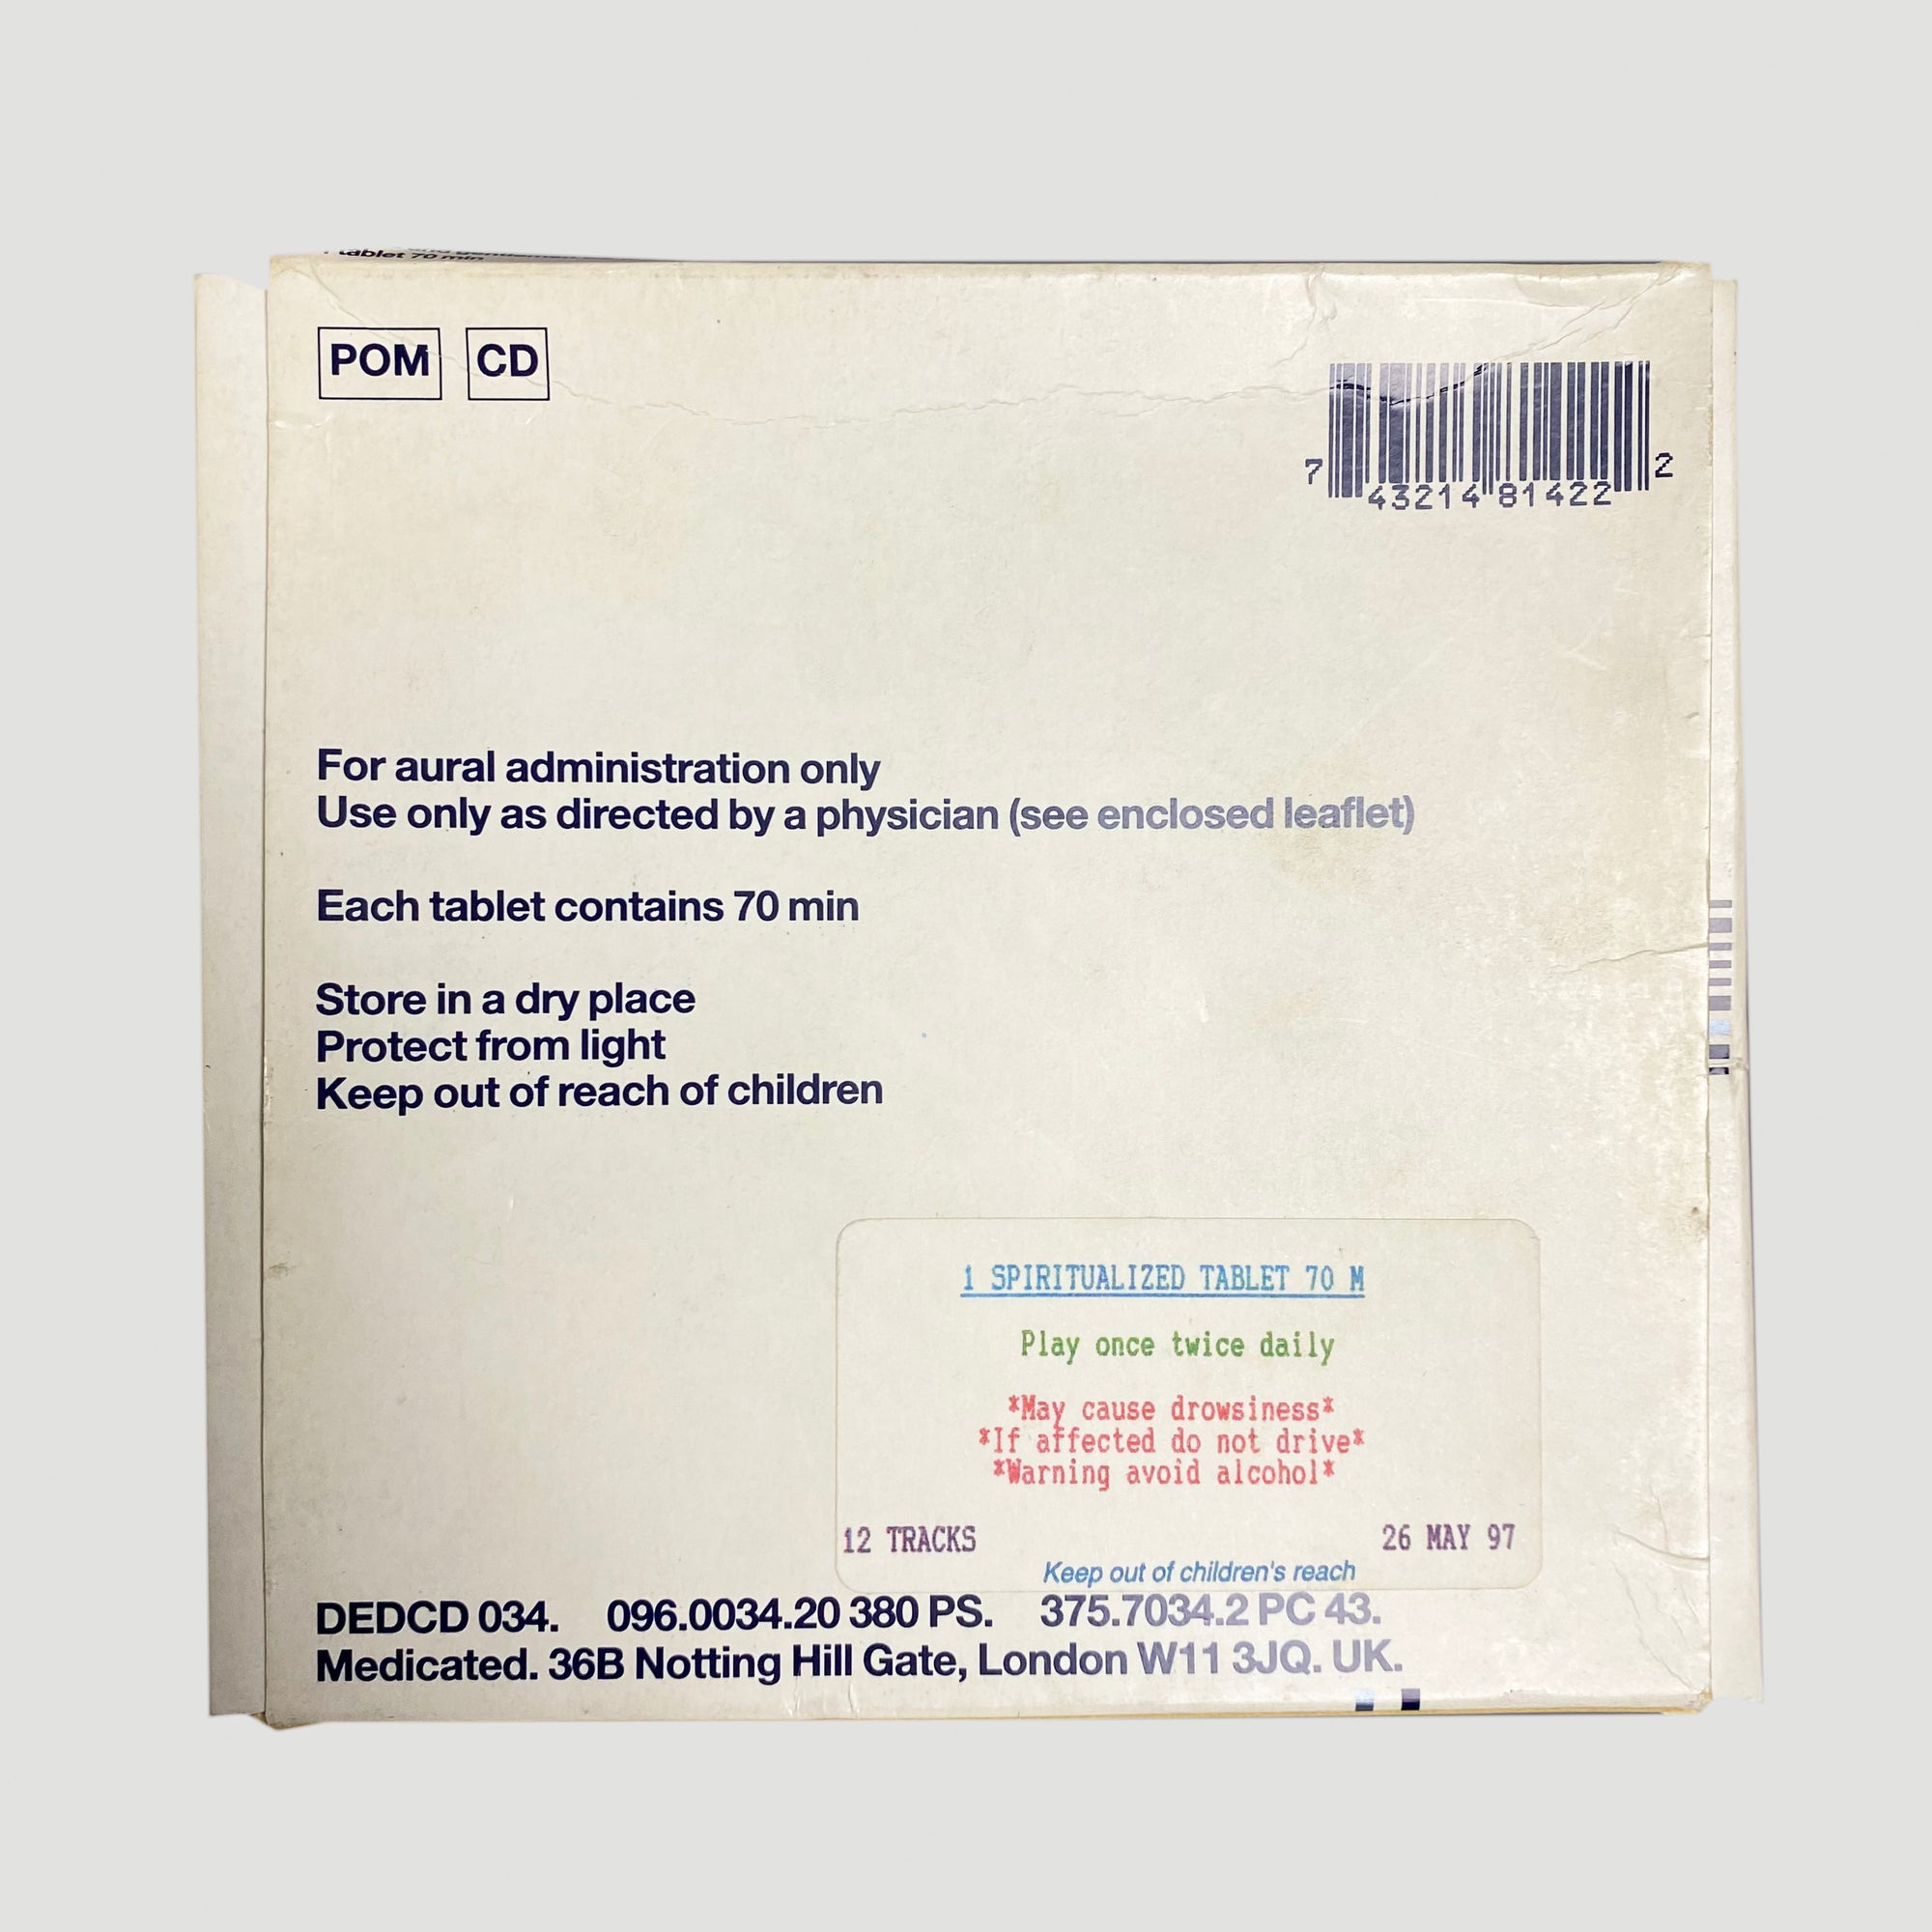 tablet 70 min
POM CD
7 43214 81422 2
For aural administration only
Use only as directed by a physician (see enclosed leaflet)
Each tablet contains 70 min
Store in a dry place
Protect from light
Keep out of reach of children
1 SPIRITUALIZED TABLET 70 M
Play once twice daily
*May cause drowsiness*
*If affected do not drive*
*Warning avoid alcohol*
12 TRACKS 26 MAY 97
Keep out of children's reach
DEDCD 034. 096.0034.20 380 PS. 375.7034.2 PC 43.
Medicated. 36B Notting Hill Gate, London W11 3JQ. UK.